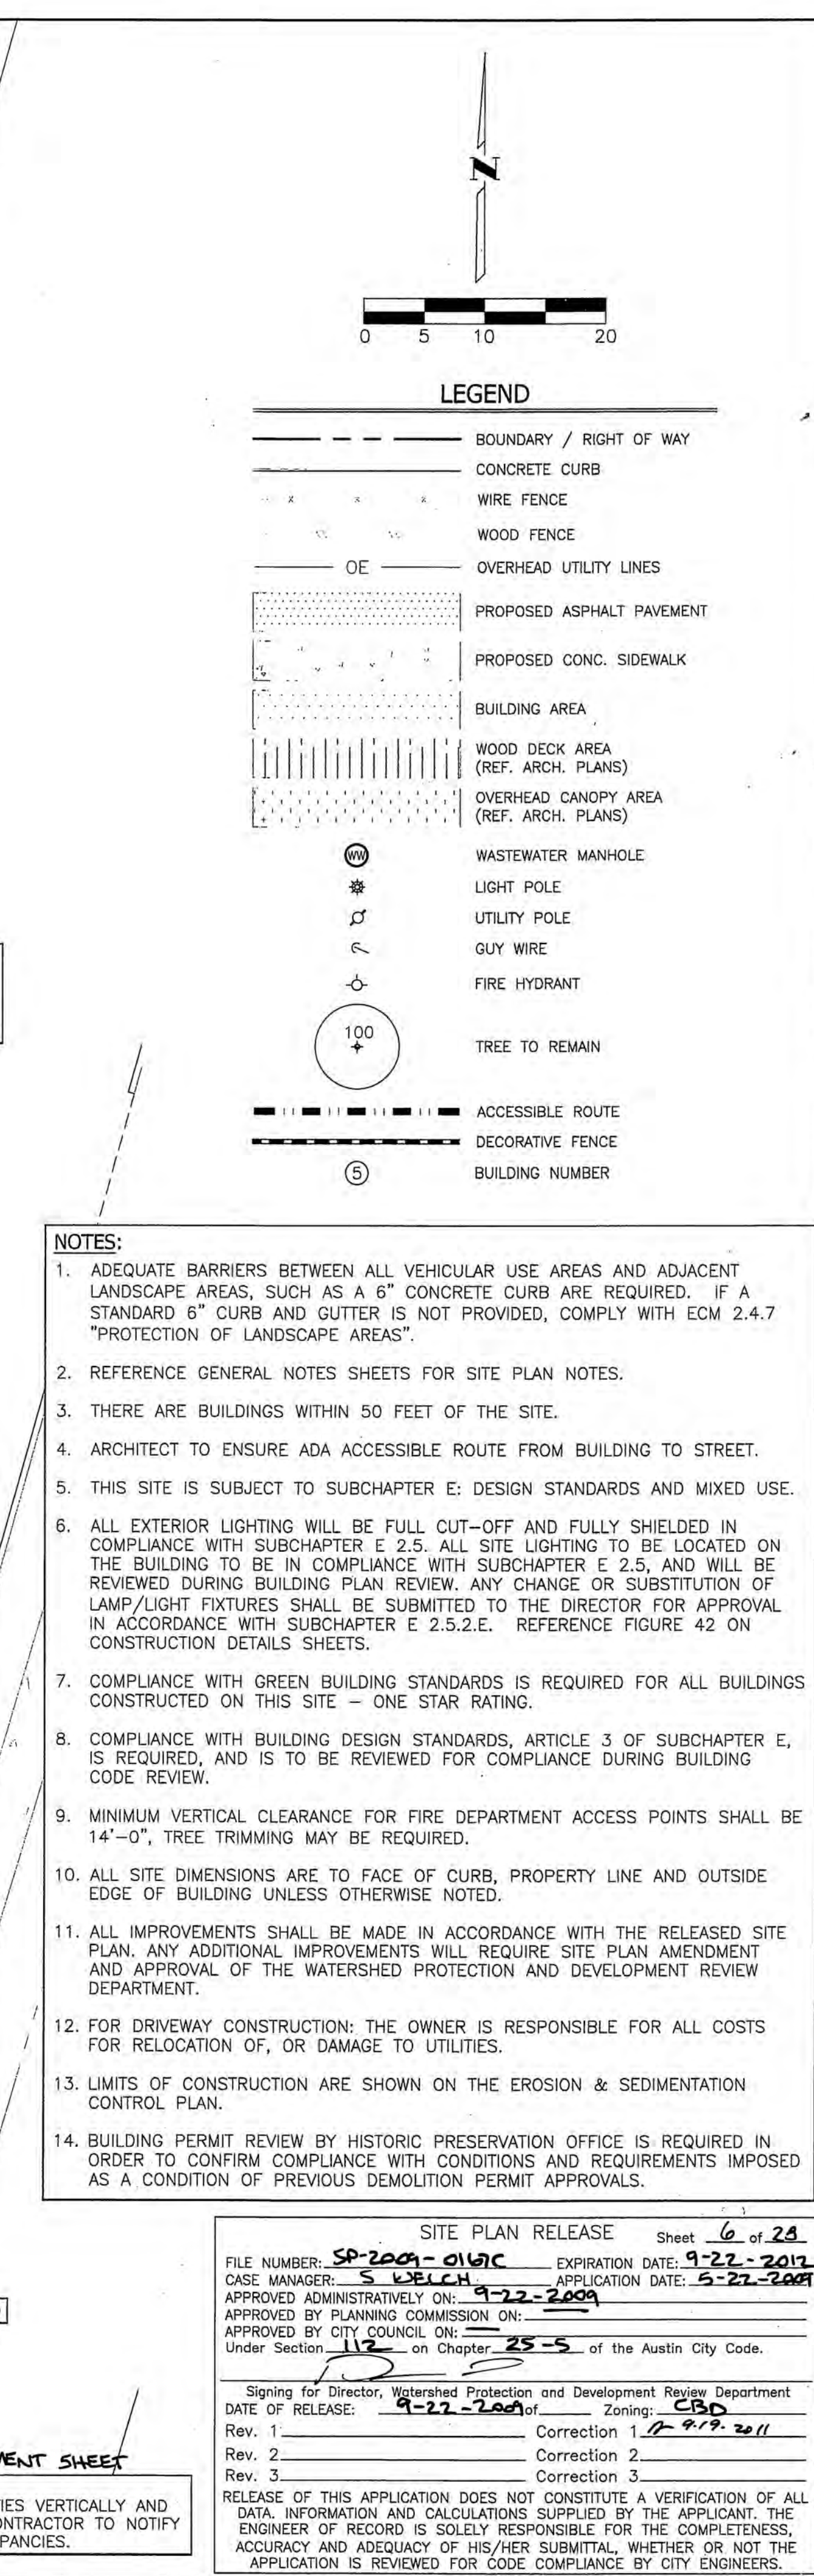 N
0 5 10 20
LEGEND
BOUNDARY / RIGHT OF WAY
CONCRETE CURB
x x x WIRE FENCE
WOOD FENCE
OE OVERHEAD UTILITY LINES
PROPOSED ASPHALT PAVEMENT
PROPOSED CONC. SIDEWALK
BUILDING AREA
WOOD DECK AREA
(REF. ARCH. PLANS)
OVERHEAD CANOPY AREA
(REF. ARCH. PLANS)
WW WASTEWATER MANHOLE
LIGHT POLE
UTILITY POLE
GUY WIRE
FIRE HYDRANT
100 TREE TO REMAIN
ACCESSIBLE ROUTE
DECORATIVE FENCE
5 BUILDING NUMBER
NOTES:
1. ADEQUATE BARRIERS BETWEEN ALL VEHICULAR USE AREAS AND ADJACENT
LANDSCAPE AREAS, SUCH AS A 6" CONCRETE CURB ARE REQUIRED. IF A
STANDARD 6" CURB AND GUTTER IS NOT PROVIDED, COMPLY WITH ECM 2.4.7
"PROTECTION OF LANDSCAPE AREAS".
2. REFERENCE GENERAL NOTES SHEETS FOR SITE PLAN NOTES.
3. THERE ARE BUILDINGS WITHIN 50 FEET OF THE SITE.
4. ARCHITECT TO ENSURE ADA ACCESSIBLE ROUTE FROM BUILDING TO STREET.
5. THIS SITE IS SUBJECT TO SUBCHAPTER E: DESIGN STANDARDS AND MIXED USE.
6. ALL EXTERIOR LIGHTING WILL BE FULL CUT-OFF AND FULLY SHIELDED IN
COMPLIANCE WITH SUBCHAPTER E 2.5. ALL SITE LIGHTING TO BE LOCATED ON
THE BUILDING TO BE IN COMPLIANCE WITH SUBCHAPTER E 2.5, AND WILL BE
REVIEWED DURING BUILDING PLAN REVIEW. ANY CHANGE OR SUBSTITUTION OF
LAMP/LIGHT FIXTURES SHALL BE SUBMITTED TO THE DIRECTOR FOR APPROVAL
IN ACCORDANCE WITH SUBCHAPTER E 2.5.2.E. REFERENCE FIGURE 42 ON
CONSTRUCTION DETAILS SHEETS.
7. COMPLIANCE WITH GREEN BUILDING STANDARDS IS REQUIRED FOR ALL BUILDINGS
CONSTRUCTED ON THIS SITE – ONE STAR RATING.
8. COMPLIANCE WITH BUILDING DESIGN STANDARDS, ARTICLE 3 OF SUBCHAPTER E,
IS REQUIRED, AND IS TO BE REVIEWED FOR COMPLIANCE DURING BUILDING
CODE REVIEW.
9. MINIMUM VERTICAL CLEARANCE FOR FIRE DEPARTMENT ACCESS POINTS SHALL BE
14'-0", TREE TRIMMING MAY BE REQUIRED.
10. ALL SITE DIMENSIONS ARE TO FACE OF CURB, PROPERTY LINE AND OUTSIDE
EDGE OF BUILDING UNLESS OTHERWISE NOTED.
11. ALL IMPROVEMENTS SHALL BE MADE IN ACCORDANCE WITH THE RELEASED SITE
PLAN. ANY ADDITIONAL IMPROVEMENTS WILL REQUIRE SITE PLAN AMENDMENT
AND APPROVAL OF THE WATERSHED PROTECTION AND DEVELOPMENT REVIEW
DEPARTMENT.
12. FOR DRIVEWAY CONSTRUCTION: THE OWNER IS RESPONSIBLE FOR ALL COSTS
FOR RELOCATION OF, OR DAMAGE TO UTILITIES.
13. LIMITS OF CONSTRUCTION ARE SHOWN ON THE EROSION & SEDIMENTATION
CONTROL PLAN.
14. BUILDING PERMIT REVIEW BY HISTORIC PRESERVATION OFFICE IS REQUIRED IN
ORDER TO CONFIRM COMPLIANCE WITH CONDITIONS AND REQUIREMENTS IMPOSED
AS A CONDITION OF PREVIOUS DEMOLITION PERMIT APPROVALS.
SITE PLAN RELEASE Sheet 6 of 28
FILE NUMBER: SP-2009-0167C EXPIRATION DATE: 9-22-2012
CASE MANAGER: S WELCH APPLICATION DATE: 5-22-2009
APPROVED ADMINISTRATIVELY ON: 9-22-2009
APPROVED BY PLANNING COMMISSION ON:
APPROVED BY CITY COUNCIL ON:
Under Section 112 on Chapter 25-5 of the Austin City Code.
Signing for Director, Watershed Protection and Development Review Department
DATE OF RELEASE: 9-22-2009 of Zoning: CBD
Rev. 1 Correction 1 9.19.2011
Rev. 2 Correction 2
Rev. 3 Correction 3
RELEASE OF THIS APPLICATION DOES NOT CONSTITUTE A VERIFICATION OF ALL
DATA. INFORMATION AND CALCULATIONS SUPPLIED BY THE APPLICANT. THE
ENGINEER OF RECORD IS SOLELY RESPONSIBLE FOR THE COMPLETENESS,
ACCURACY AND ADEQUACY OF HIS/HER SUBMITTAL, WHETHER OR NOT THE
APPLICATION IS REVIEWED FOR CODE COMPLIANCE BY CITY ENGINEERS.
MENT SHEET
IES VERTICALLY AND
ONTRACTOR TO NOTIFY
PANCIES.